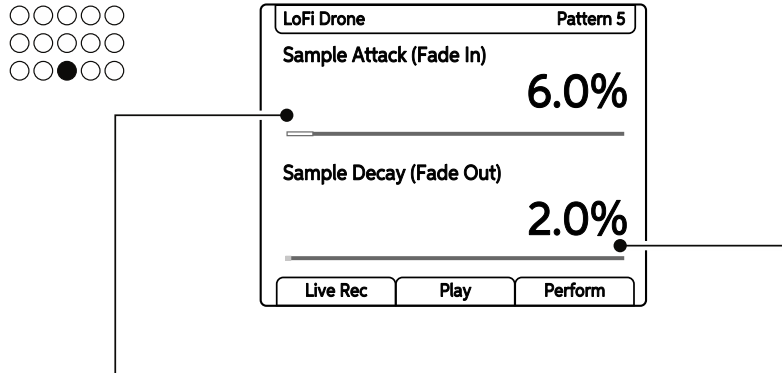 LoFi Drone Pattern 5
Sample Attack (Fade In)
6.0%
Sample Decay (Fade Out)
2.0%
Live Rec Play Perform